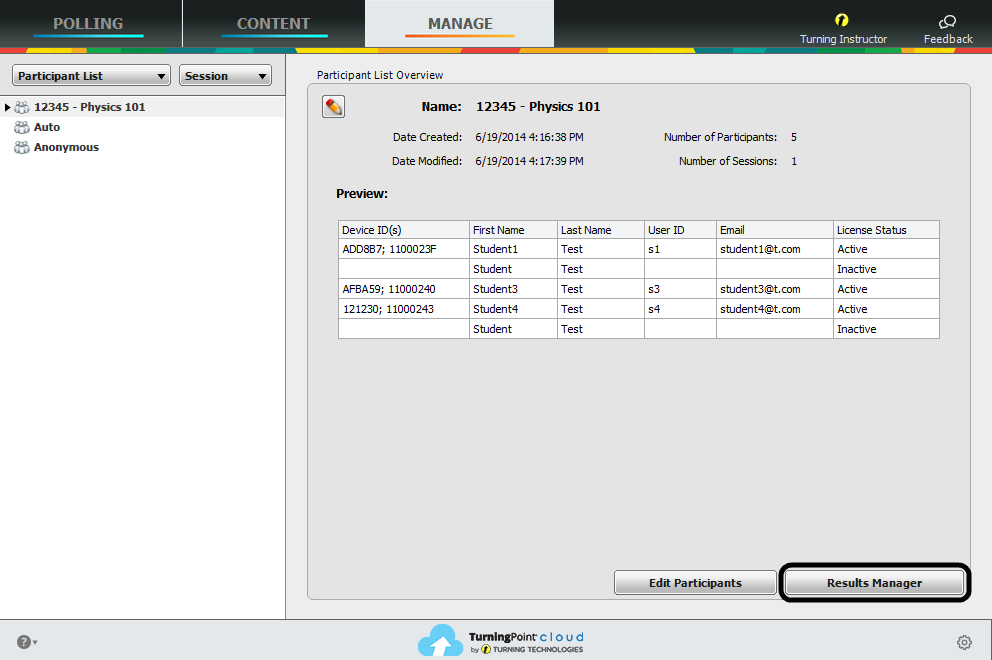 POLLING CONTENT MANAGE Turning Instructor Feedback
Participant List Session
12345 - Physics 101
Auto
Anonymous
Participant List Overview
Name: 12345 - Physics 101
Date Created: 6/19/2014 4:16:38 PM Number of Participants: 5
Date Modified: 6/19/2014 4:17:39 PM Number of Sessions: 1
Preview:
Device ID(s) First Name Last Name User ID Email License Status
ADD8B7; 1100023F Student1 Test s1 student1@t.com Active
Student Test Inactive
AFBA59; 11000240 Student3 Test s3 student3@t.com Active
121230; 11000243 Student4 Test s4 student4@t.com Active
Student Test Inactive
Edit Participants Results Manager
?
TurningPoint cloud
by TURNING TECHNOLOGIES